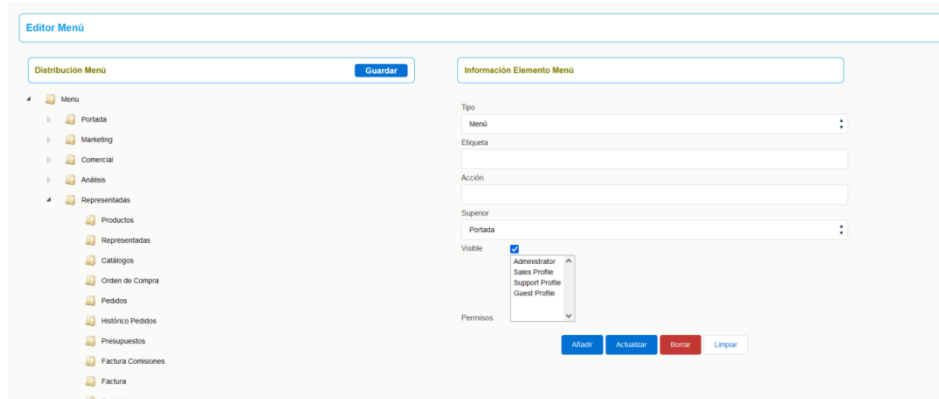 Editor Menú
Distribución Menú
Guardar
Menu
Portada
Marketing
Comercial
Análisis
Representadas
Productos
Representadas
Catálogos
Orden de Compra
Pedidos
Histórico Pedidos
Presupuestos
Factura Comisiones
Factura
Información Elemento Menú
Tipo
Menú
Etiqueta
Acción
Superior
Portada
Visible
Administrator
Sales Profile
Support Profile
Guest Profile
Permisos
Añadir Actualizar Borrar Limpiar